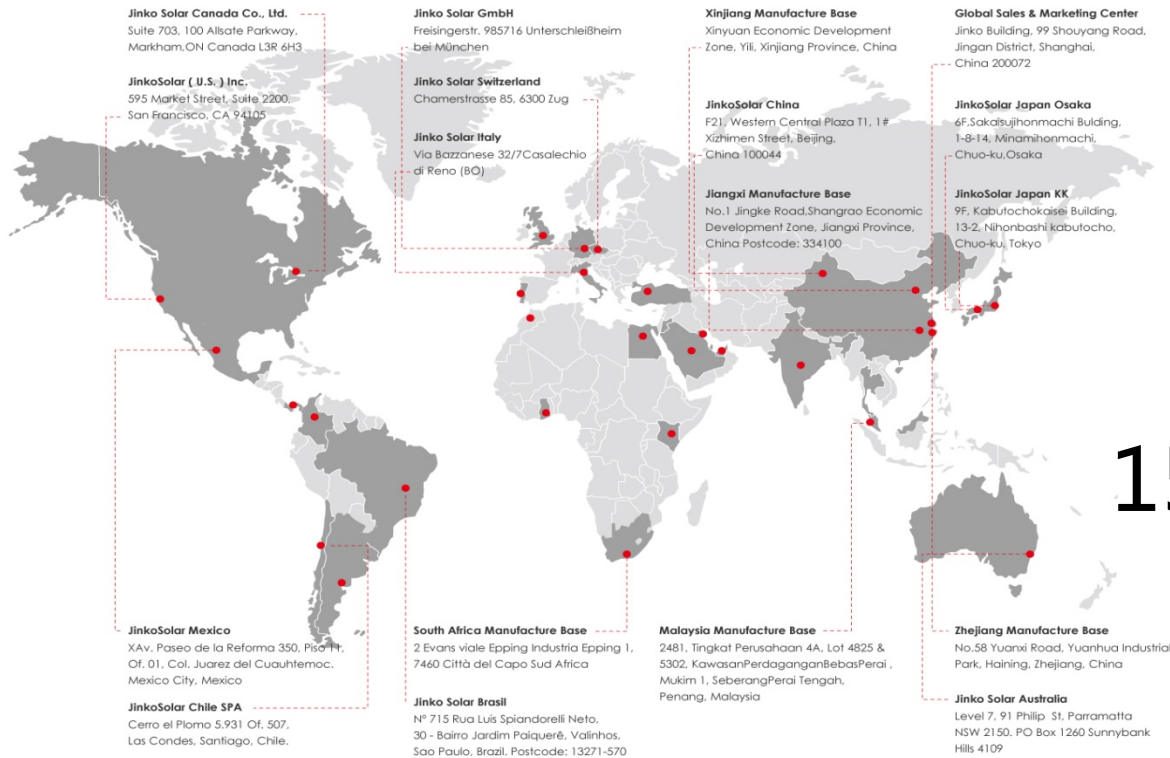 Jinko Solar Canada Co., Ltd.
Suite 703, 100 Allsate Parkway,
Markham,ON Canada L3R 6H3
JinkoSolar ( U.S. ) Inc.
595 Market Street, Suite 2200,
San Francisco, CA 94105
Jinko Solar GmbH
Freisingerstr. 985716 Unterschleißheim
bei München
Jinko Solar Switzerland
Chamerstrasse 85, 6300 Zug
Jinko Solar Italy
Via Bazzanese 32/7Casalechio
di Reno (BO)
Xinjiang Manufacture Base
Xinyuan Economic Development
Zone, Yili, Xinjiang Province, China
JinkoSolar China
F21, Western Central Plaza T1, 1#
Xizhimen Street, Beijing,
China 100044
Jiangxi Manufacture Base
No.1 Jingke Road,Shangrao Economic
Development Zone, Jiangxi Province,
China Postcode: 334100
Global Sales & Marketing Center
Jinko Building, 99 Shouyang Road,
Jingan District, Shanghai,
China 200072
JinkoSolar Japan Osaka
6F,Sakaisujihonmachi Bulding,
1-8-14, Minamihonmachi,
Chuo-ku,Osaka
JinkoSolar Japan KK
9F, Kabutochokaisei Building,
13-2, Nihonbashi kabutocho,
Chuo-ku, Tokyo
15
JinkoSolar Mexico
XAv. Paseo de la Reforma 350, Piso 11,
Of. 01, Col. Juarez del Cuauhtemoc.
Mexico City, Mexico
JinkoSolar Chile SPA
Cerro el Plomo 5.931 Of, 507,
Las Condes, Santiago, Chile.
South Africa Manufacture Base
2 Evans viale Epping Industria Epping 1,
7460 Città del Capo Sud Africa
Jinko Solar Brasil
Nº 715 Rua Luis Spiandorelli Neto,
30 - Bairro Jardim Paiquerê, Valinhos,
Sao Paulo, Brazil. Postcode: 13271-570
Malaysia Manufacture Base
2481, Tingkat Perusahaan 4A, Lot 4825 &
5302, KawasanPerdaganganBebasPerai ,
Mukim 1, SeberangPerai Tengah,
Penang, Malaysia
Zhejiang Manufacture Base
No.58 Yuanxi Road, Yuanhua Industrial
Park, Haining, Zhejiang, China
Jinko Solar Australia
Level 7, 91 Philip St, Parramatta
NSW 2150. PO Box 1260 Sunnybank
Hills 4109